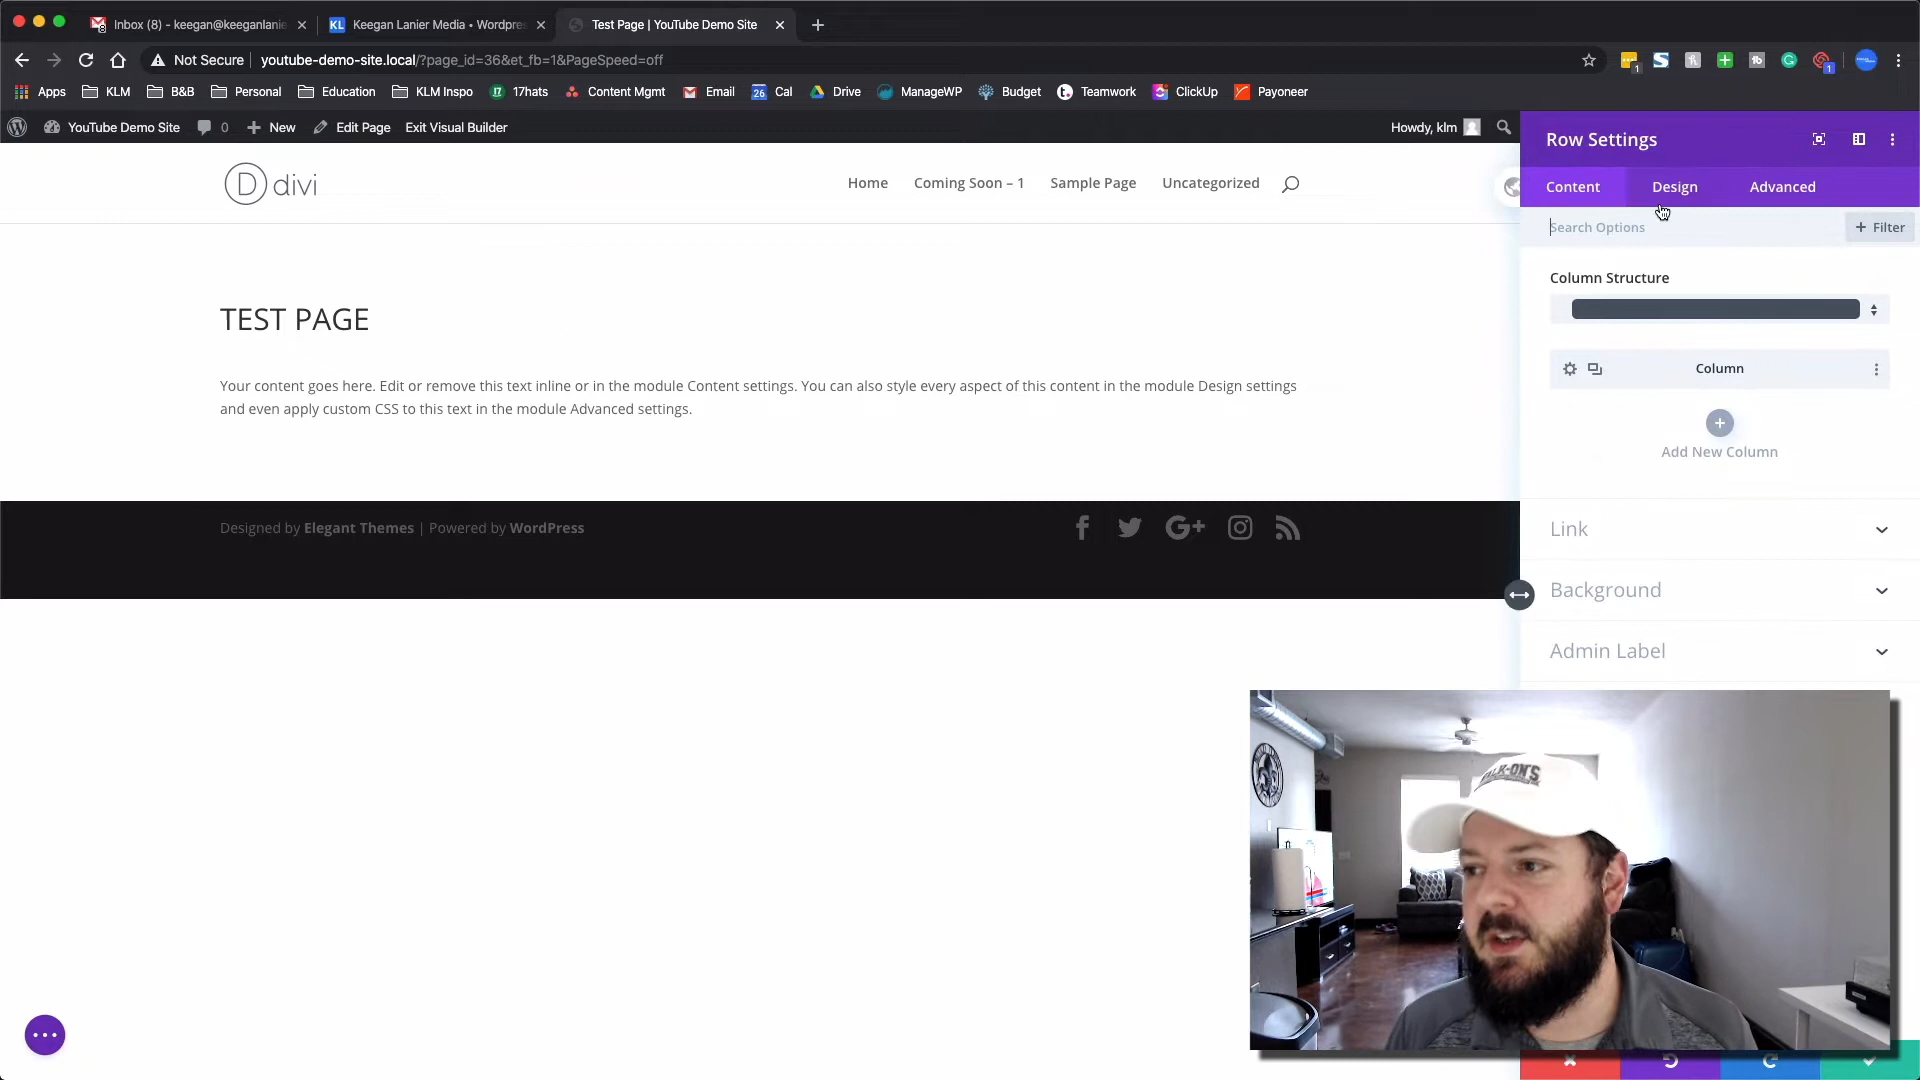 Inbox (8) - keegan@keeganlanie
Keegan Lanier Media • Wordpres
Test Page | YouTube Demo Site
Not Secure youtube-demo-site.local/?page_id=36&et_fb=1&PageSpeed=off
Apps KLM B&B Personal Education KLM Inspo 17hats Content Mgmt Email Cal Drive ManageWP Budget Teamwork ClickUp Payoneer
YouTube Demo Site 0 New Edit Page Exit Visual Builder Howdy, klm
Row Settings
Content Design Advanced
D divi
Home Coming Soon – 1 Sample Page Uncategorized
Search Options
+ Filter
Column Structure
Column
Add New Column
Link
Background
Admin Label
TEST PAGE
Your content goes here. Edit or remove this text inline or in the module Content settings. You can also style every aspect of this content in the module Design settings
and even apply custom CSS to this text in the module Advanced settings.
Designed by Elegant Themes | Powered by WordPress